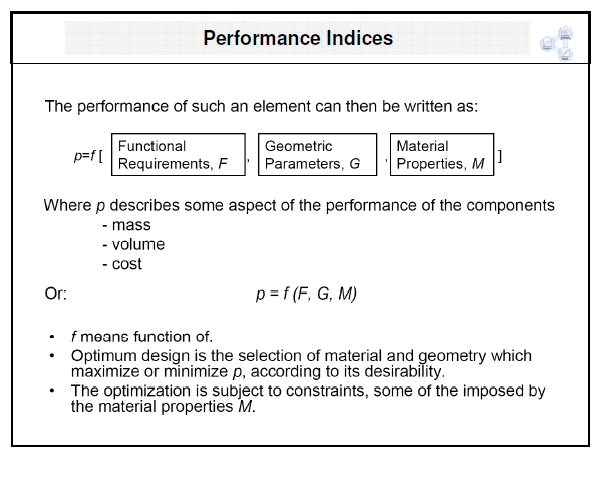 Performance Indices
The performance of such an element can then be written as:
p=f [ Functional Requirements, F , Geometric Parameters, G , Material Properties, M ]
Where p describes some aspect of the performance of the components
- mass
- volume
- cost
Or: p = f (F, G, M)
• f means function of.
• Optimum design is the selection of material and geometry which
maximize or minimize p, according to its desirability.
• The optimization is subject to constraints, some of the imposed by
the material properties M.